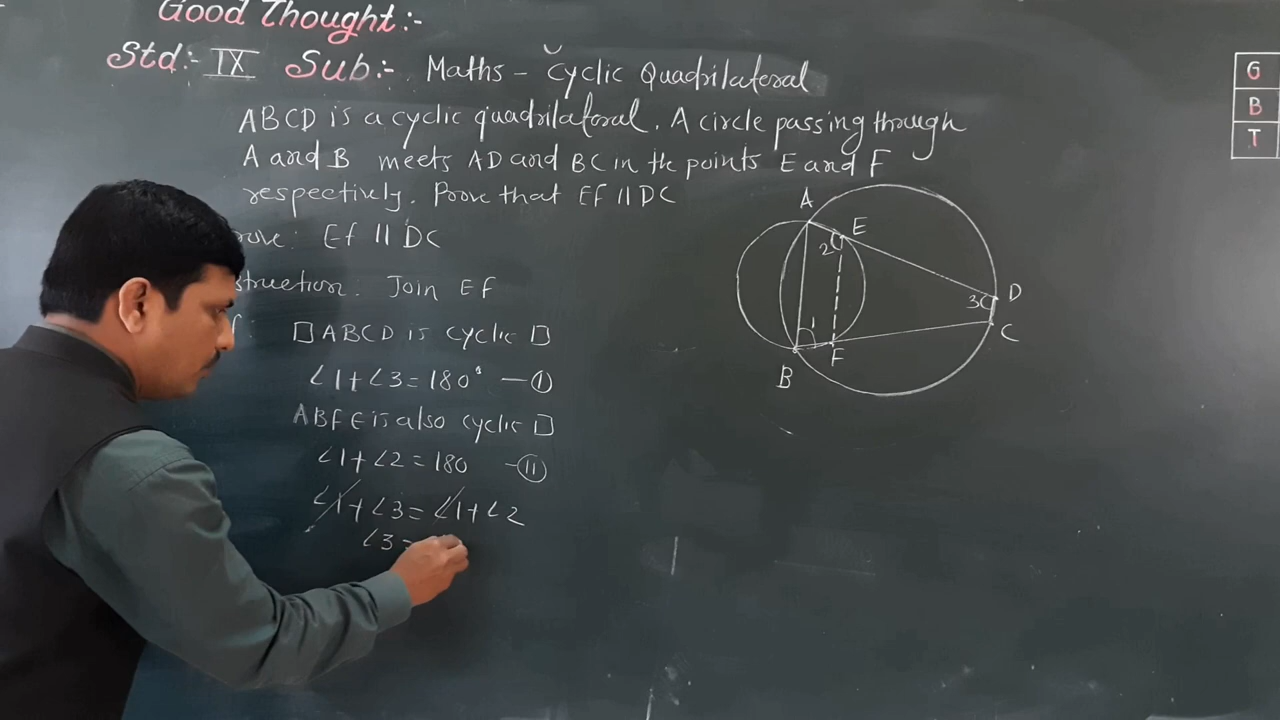 Good Thought:-
Std:- IX Sub:- Maths - Cyclic Quadrilateral
ABCD is a cyclic quadrilateral. A circle passing through
A and B meets AD and BC in the points E and F
respectively. Prove that EF || DC
EF || DC
Join EF
□ ABCD is cyclic □
∠1+∠3=180° - I
ABFE is also cyclic □
∠1+∠2=180 - II
∠1+∠3=∠1+∠2
∠3=
A
E
2
3
D
1
C
F
B
G
B
T